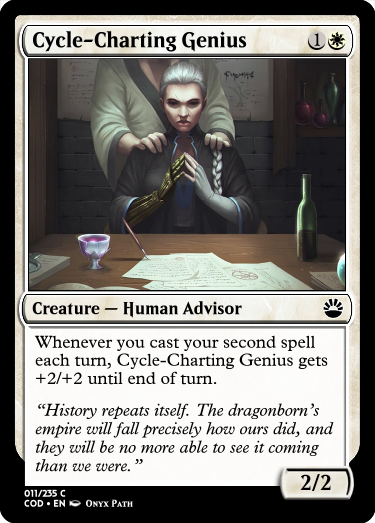 Cycle-Charting Genius 1
Creature — Human Advisor
Whenever you cast your second spell
each turn, Cycle-Charting Genius gets
+2/+2 until end of turn.
“History repeats itself. The dragonborn’s
empire will fall precisely how ours did, and
they will be no more able to see it coming
than we were.”
2/2
011/235 C
COD • EN Onyx Path